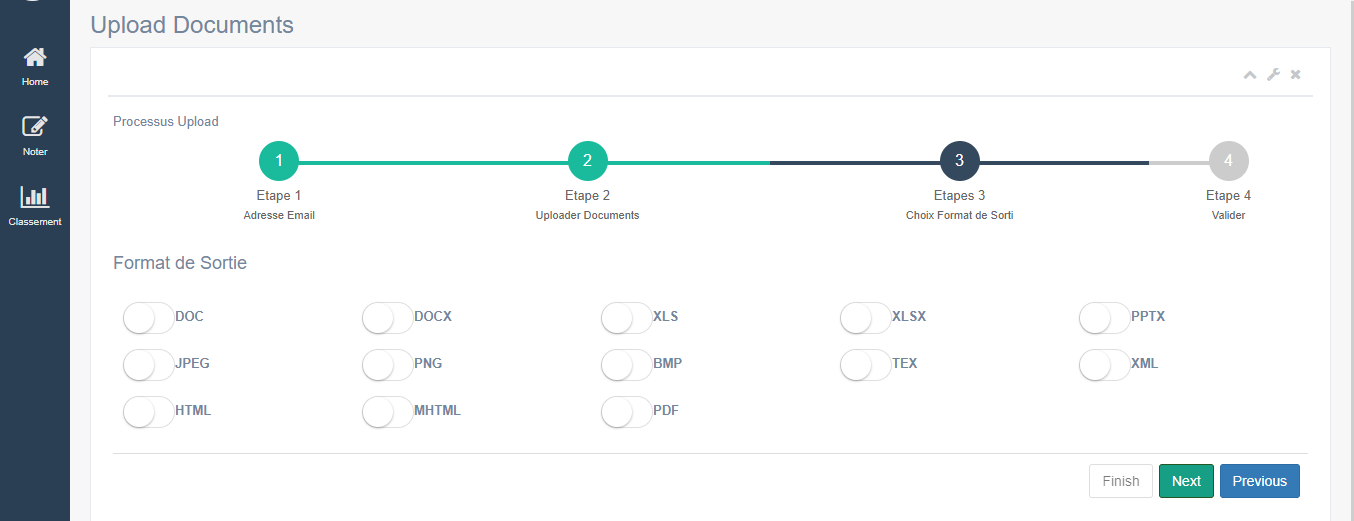 Upload Documents
Home
Noter
Classement
Processus Upload
1 2 3 4
Etape 1 Etape 2 Etapes 3 Etape 4
Adresse Email Uploader Documents Choix Format de Sorti Valider
Format de Sortie
DOC DOCX XLS XLSX PPTX
JPEG PNG BMP TEX XML
HTML MHTML PDF
Finish Next Previous